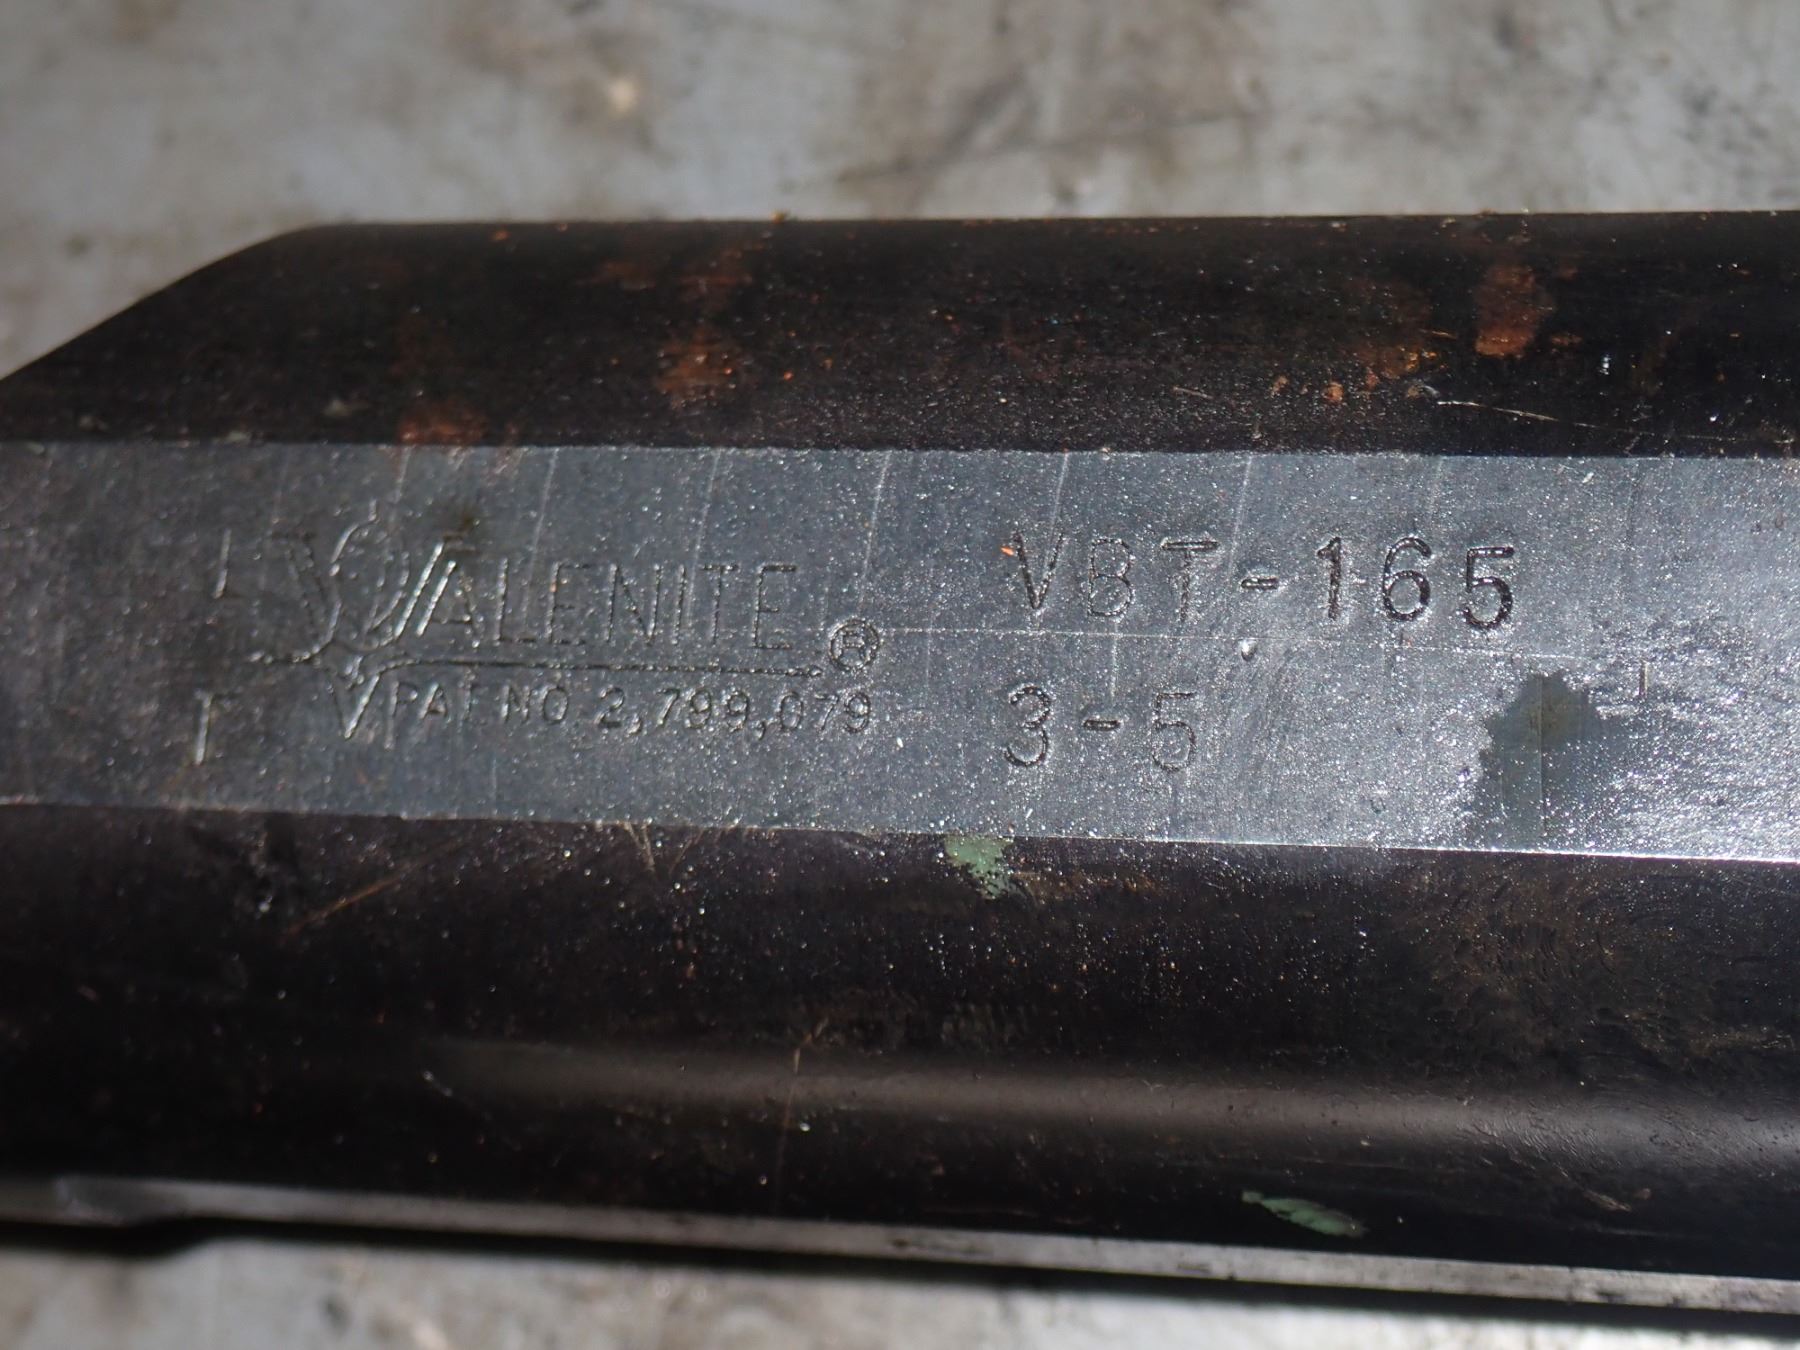 VALENITE ® VBT-165
V PAT NO 2,799,079 3-5